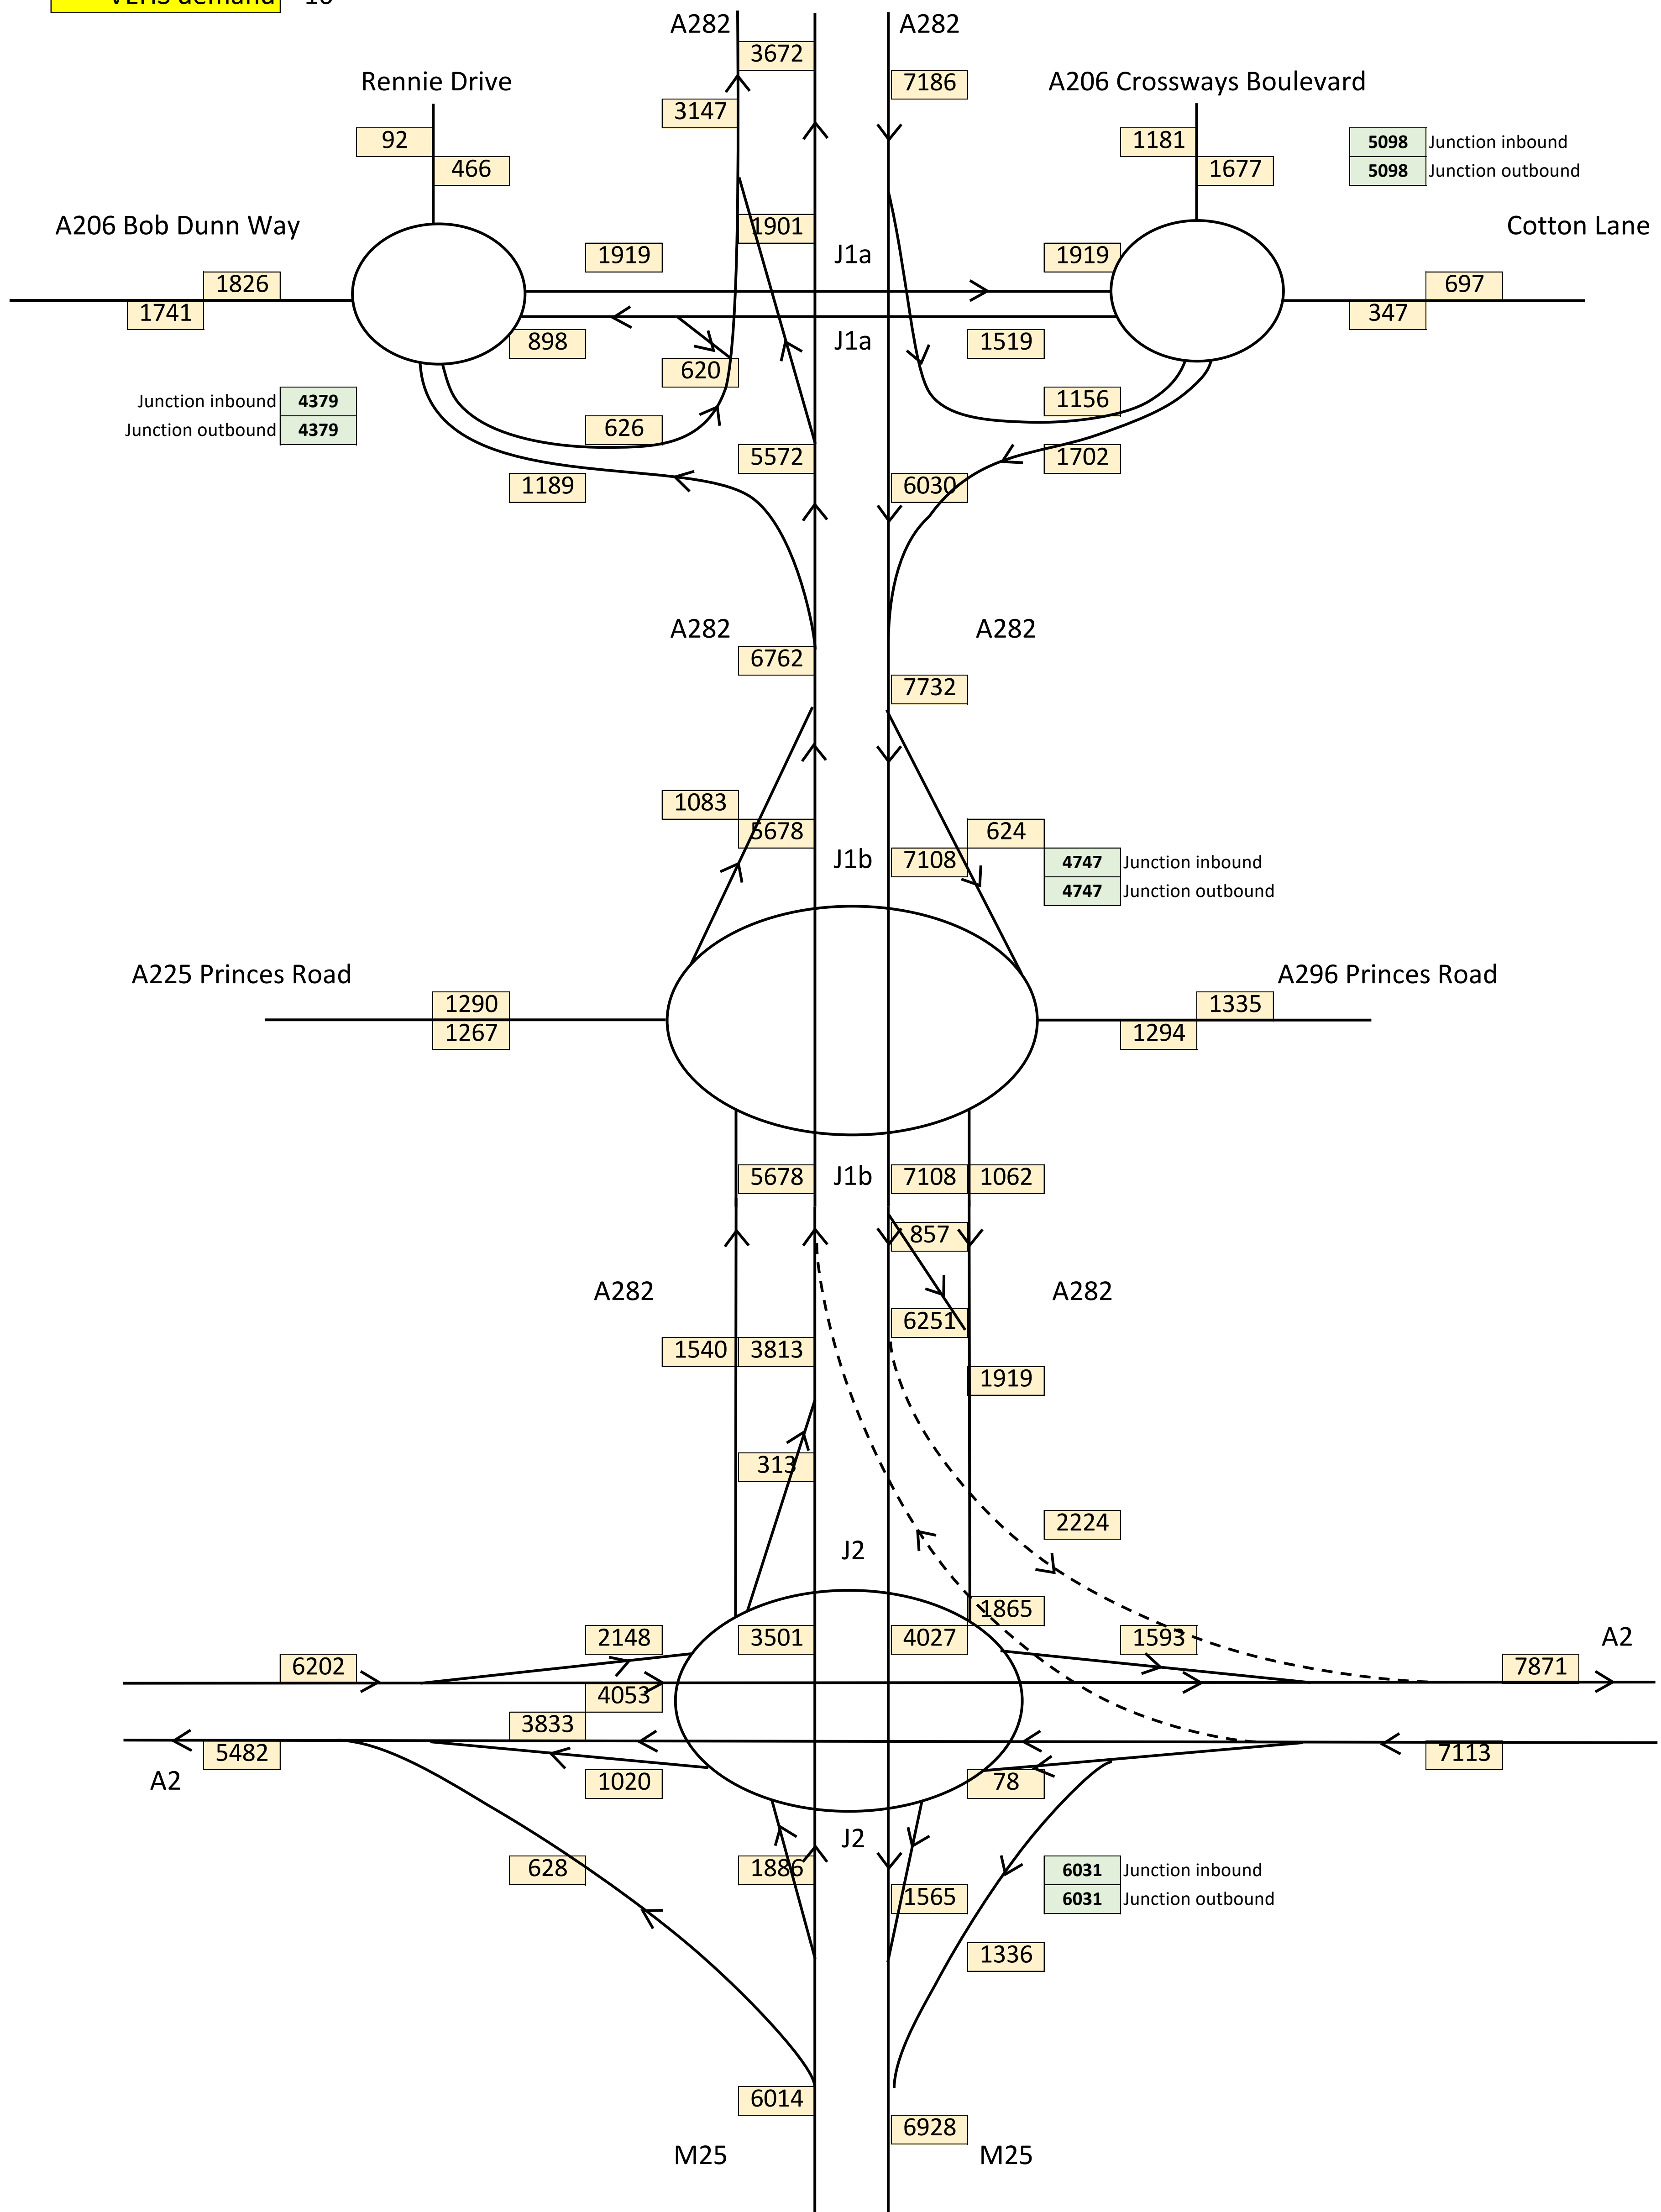 A282 A282
3672
Rennie Drive 7186 A206 Crossways Boulevard
3147
92 1181 5098 Junction inbound
466 1677 5098 Junction outbound
A206 Bob Dunn Way 1901 Cotton Lane
1919 J1a 1919
1826 697
1741 347
898 J1a 1519
620
Junction inbound 4379 1156
Junction outbound 4379 626
5572 1702
1189 6030
A282 A282
6762
7732
1083
5678 624
J1b 7108 4747 Junction inbound
4747 Junction outbound
A225 Princes Road A296 Princes Road
1290 1335
1267 1294
5678 J1b 7108 1062
857
A282 A282
6251
1540 3813
1919
313
2224
J2
1865
2148 3501 4027 1593 A2
6202 7871
4053
3833
5482 7113
A2 1020 78
J2
628 1886 6031 Junction inbound
1565 6031 Junction outbound
1336
6014
6928
M25 M25